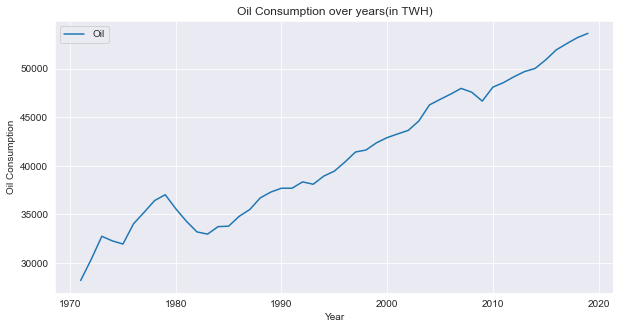 Oil Consumption over years(in TWH)
Oil
50000
45000
40000
35000
30000
Oil Consumption
1970 1980 1990 2000 2010 2020
Year